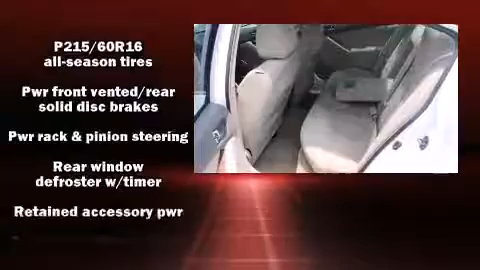 P215/60R16
all-season tires
Pwr front vented/rear
solid disc brakes
Pwr rack & pinion steering
Rear window
defroster w/timer
Retained accessory pwr